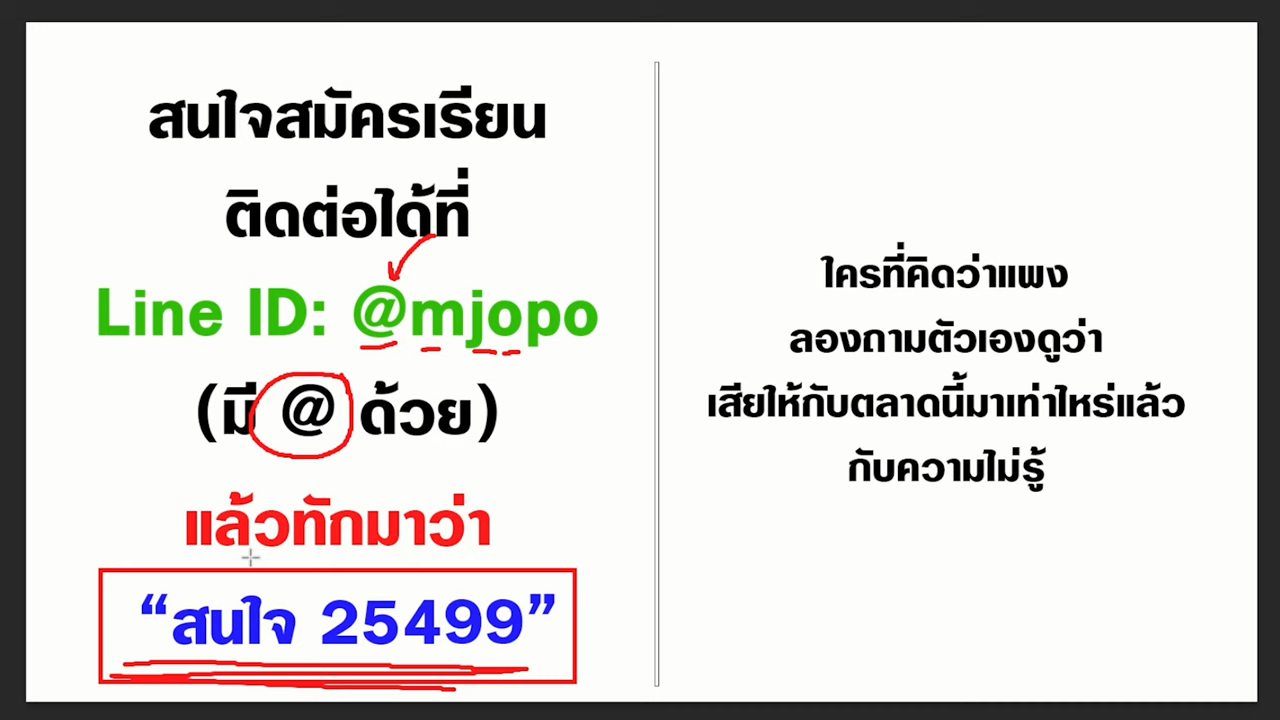 สนใจสมัครเรียน
ติดต่อได้ที่
Line ID: @mjopo
(มี @ ด้วย)
แล้วทักมาว่า
“สนใจ 25499”
ใครที่คิดว่าแพง
ลองถามตัวเองดูว่า
เสียให้กับตลาดนี้มาเท่าไหร่แล้ว
กับความไม่รู้